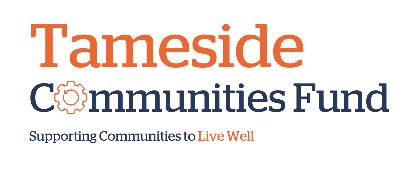 Tameside
Communities Fund
Supporting Communities to Live Well